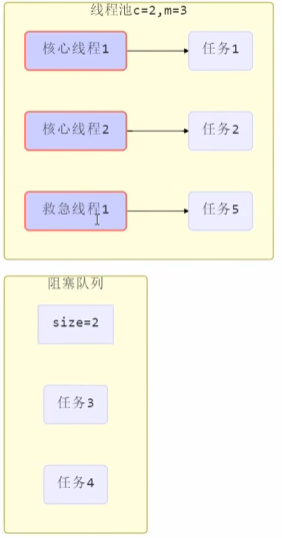 线程池c=2,m=3
核心线程1
任务1
核心线程2
任务2
救急线程1
任务5
阻塞队列
size=2
任务3
任务4